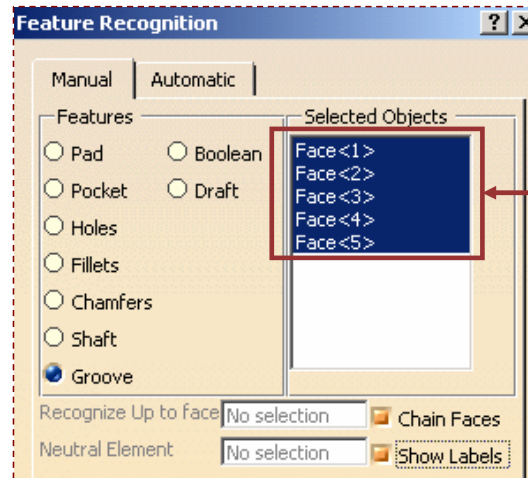 Feature Recognition
Manual Automatic
Features
Pad Boolean
Pocket Draft
Holes
Fillets
Chamfers
Shaft
Groove
Selected Objects
Face<1>
Face<2>
Face<3>
Face<4>
Face<5>
Recognize Up to face No selection Chain Faces
Neutral Element No selection Show Labels